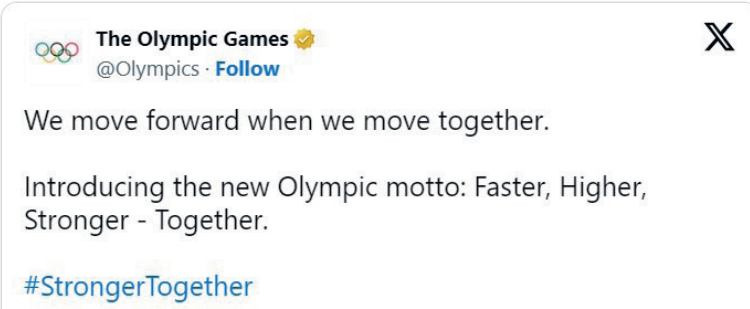 The Olympic Games
@Olympics · Follow
We move forward when we move together.
Introducing the new Olympic motto: Faster, Higher,
Stronger - Together.
#StrongerTogether